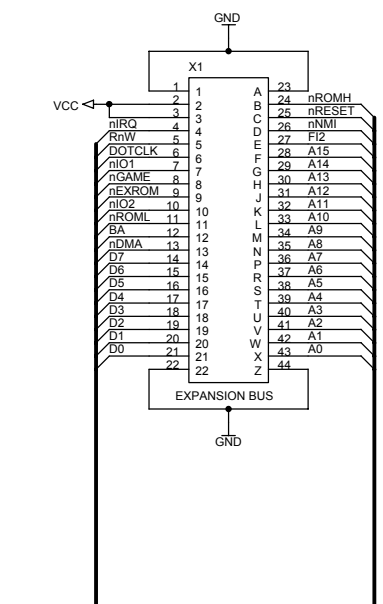 GND
X1
1 1 A 23
VCC 2 2 B 24 nROMH
3 3 C 25 nRESET
nIRQ 4 4 D 26 nNMI
RnW 5 5 E 27 FI2
DOTCLK 6 6 F 28 A15
nIO1 7 7 G 29 A14
nGAME 8 8 H 30 A13
nEXROM 9 9 J 31 A12
nIO2 10 10 K 32 A11
nROML 11 11 L 33 A10
BA 12 12 M 34 A9
nDMA 13 13 N 35 A8
D7 14 14 P 36 A7
D6 15 15 R 37 A6
D5 16 16 S 38 A5
D4 17 17 T 39 A4
D3 18 18 U 40 A3
D2 19 19 V 41 A2
D1 20 20 W 42 A1
D0 21 21 X 43 A0
22 22 Z 44
EXPANSION BUS
GND